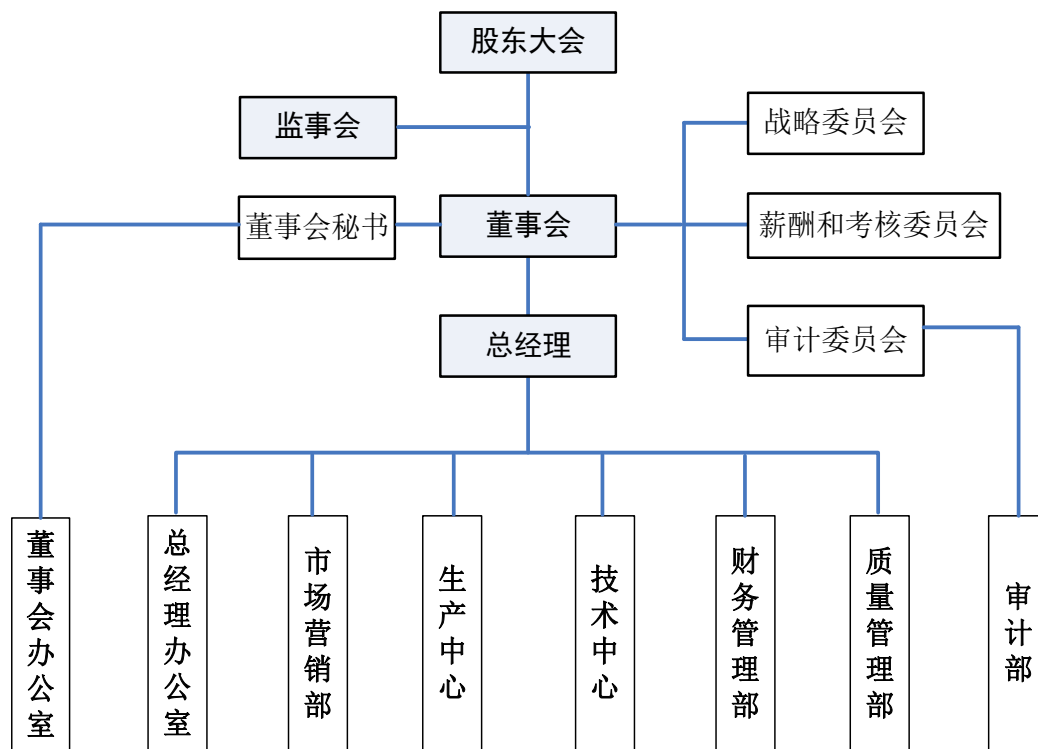 股东大会
监事会
战略委员会
董事会秘书
董事会
薪酬和考核委员会
总经理
审计委员会
董事会办公室
总经理办公室
市场营销部
生产中心
技术中心
财务管理部
质量管理部
审计部